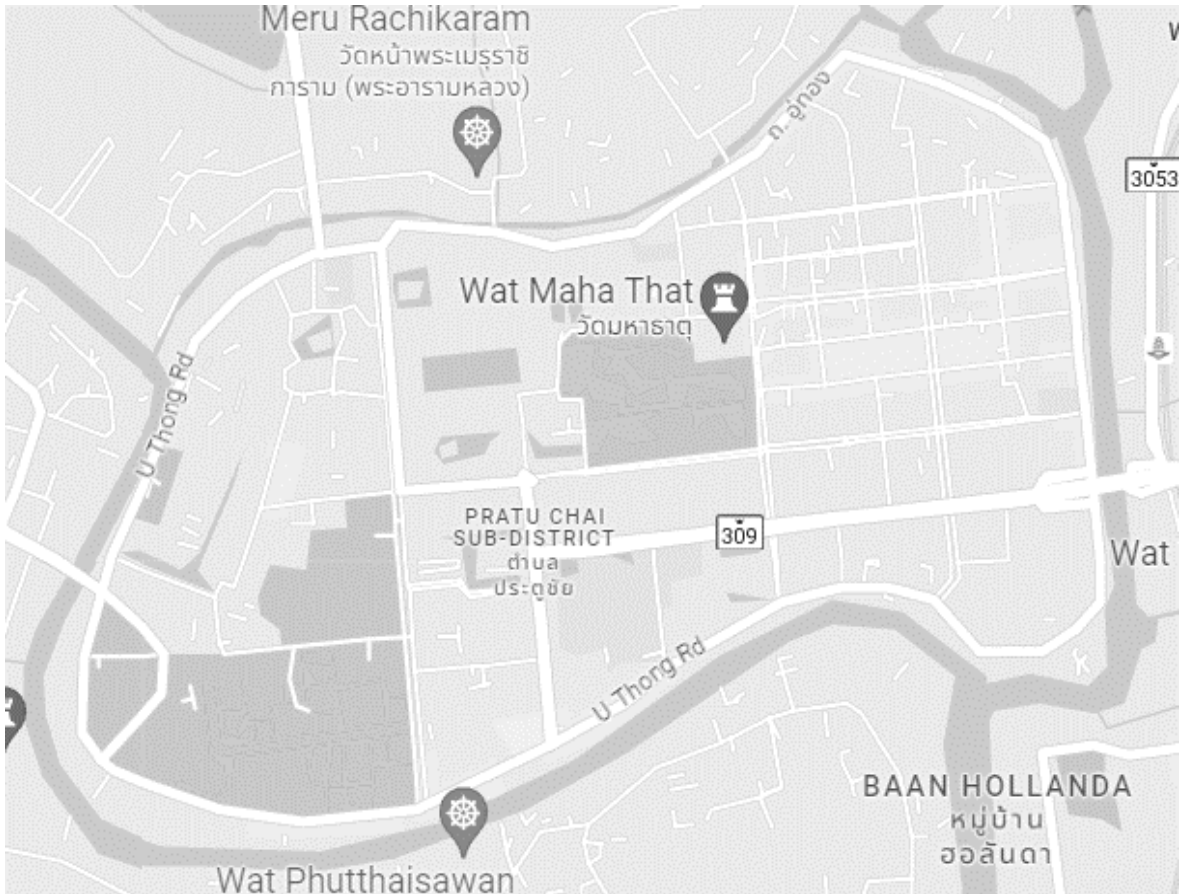 Meru Rachikaram
วัดหน้าพระเมรุราชิ
การาม (พระอารามหลวง)
ถ. อู่ทอง
3053
Wat Maha That
วัดมหาธาตุ
U Thong Rd
PRATU CHAI
SUB-DISTRICT
ตำบล
ประตูชัย
309
Wat
U Thong Rd
BAAN HOLLANDA
หมู่บ้าน
ฮอลันดา
Wat Phutthaisawan